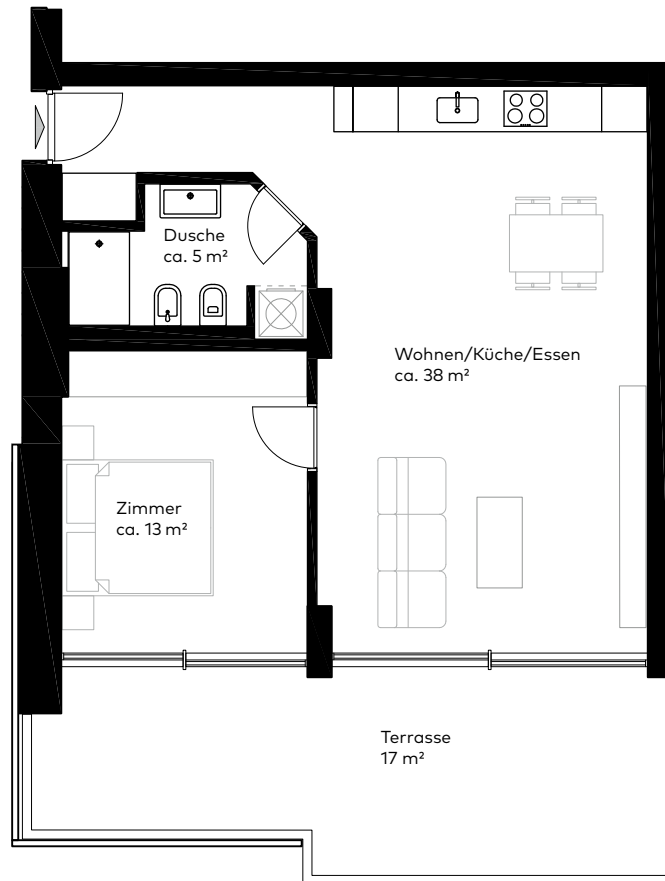 Dusche
ca. 5 m²
Wohnen/Küche/Essen
ca. 38 m²
Zimmer
ca. 13 m²
Terrasse
17 m²